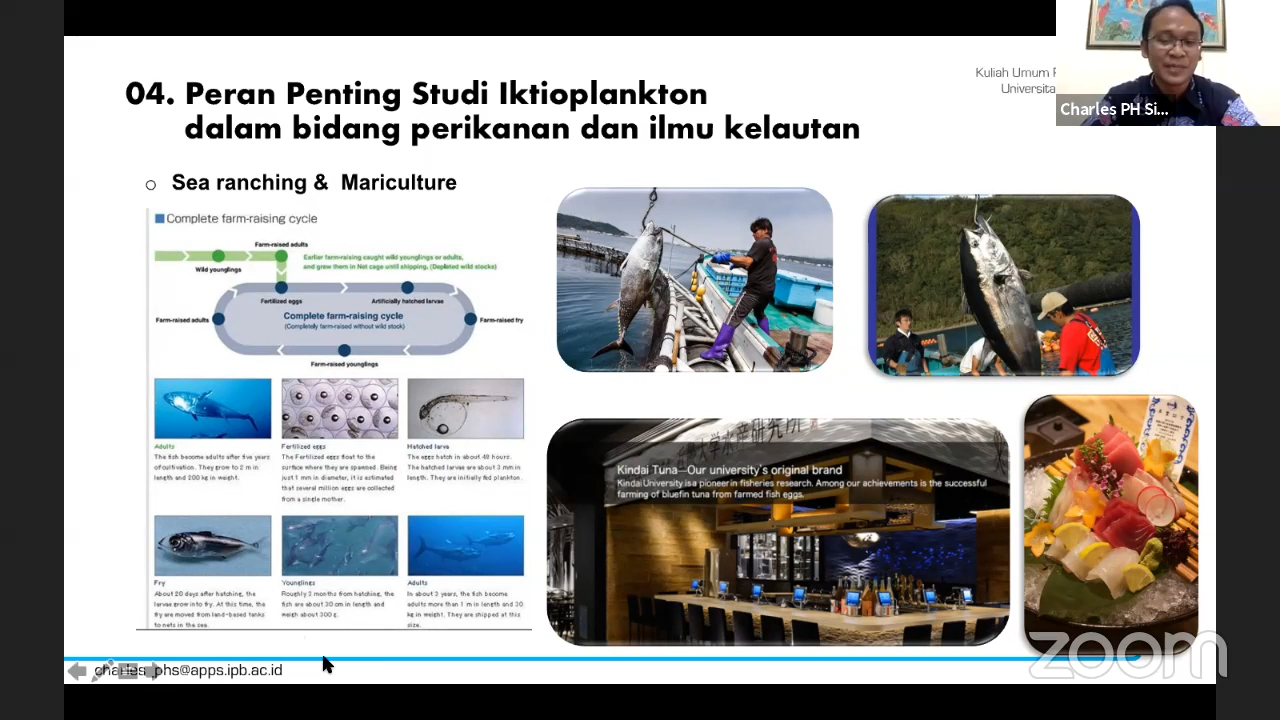 04. Peran Penting Studi Iktioplankton
dalam bidang perikanan dan ilmu kelautan
Kuliah Umum
Charles PH Si...
Sea ranching & Mariculture
Complete farm-raising cycle
Farm-raised adults
Wild younglings
Earlier farm-raising caught wild younglings or adults,
and grew them in Net cage until shipping. (Depleted wild stocks)
Fertilized eggs
Artificially hatched larvae
Farm-raised adults
Complete farm-raising cycle
(Completely farm-raised without wild stock)
Farm-raised fry
Farm-raised younglings
Adults
The fish become adults after five years
of cultivation. They grow to 2 m in
length and 200 kg in weight.
Fertilized eggs
The Fertilized eggs float to the
surface where they are spawned. Being
just 1 mm in diameter, it is estimated
that several million eggs are collected
from a single mother.
Hatched larva
The eggs hatch in about 48 hours.
The hatched larvae are about 3 mm in
length. They are initially fed plankton.
Fry
About 20 days after hatching, the
larvae grow into fry. At this time, the
fry are moved from land-based tanks
to nets in the sea.
Younglings
Roughly 3 months from hatching, the
fish are about 30 cm in length and
weigh about 300 g.
Adults
In about 3 years, the fish become
adults more than 1 m in length and 30
kg in weight. They are shipped at this
size.
Kindai Tuna—Our university's original brand
Kindai University is a pioneer in fisheries research. Among our achievements is the successful
farming of bluefin tuna from farmed fish eggs.
charles_phs@apps.ipb.ac.id
zoom